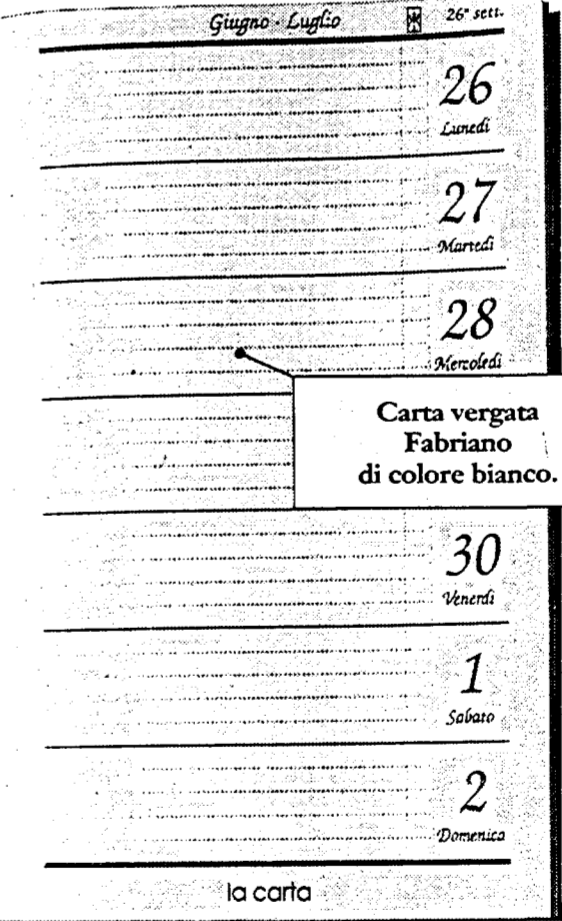 Giugno · Luglio 26ª sett.
26
Lunedì
27
Martedì
28
Mercoledì
Carta vergata
Fabriano
di colore bianco.
30
Venerdì
1
Sabato
2
Domenica
la carta